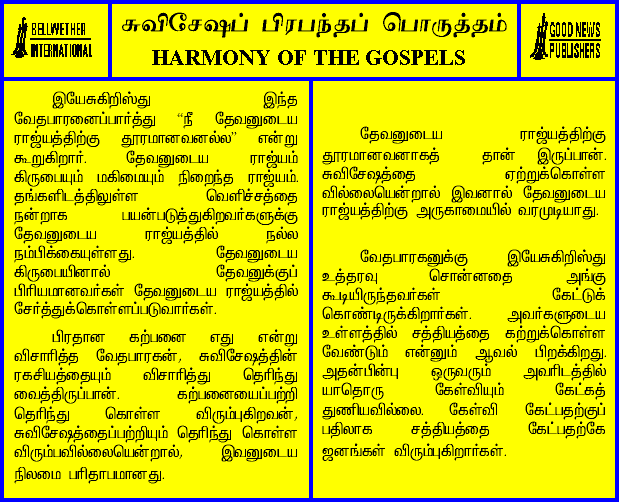 BELLWETHER
INTERNATIONAL
சுவிசேஷப் பிரபந்தப் பொருத்தம்
HARMONY OF THE GOSPELS
GOOD NEWS
PUBLISHERS
இயேசுகிறிஸ்து இந்த
வேதபாரனைப்பார்த்து “நீ தேவனுடைய
ராஜ்யத்திற்கு தூரமானவனல்ல” என்று
கூறுகிறார். தேவனுடைய ராஜ்யம்
கிருபையும் மகிமையும் நிறைந்த ராஜ்யம்.
தங்களிடத்திலுள்ள வெளிச்சத்தை
நன்றாக பயன்படுத்துகிறவர்களுக்கு
தேவனுடைய ராஜ்யத்தில் நல்ல
நம்பிக்கையுள்ளது. தேவனுடைய
கிருபையினால் தேவனுக்குப்
பிரியமானவர்கள் தேவனுடைய ராஜ்யத்தில்
சேர்த்துக்கொள்ளப்படுவார்கள்.
பிரதான கற்பனை எது என்று
விசாரித்த வேதபாரகன், சுவிசேஷத்தின்
ரகசியத்தையும் விசாரித்து தெரிந்து
வைத்திருப்பான். கற்பனையைப்பற்றி
தெரிந்து கொள்ள விரும்புகிறவன்,
சுவிசேஷத்தைப்பற்றியும் தெரிந்து கொள்ள
விரும்பவில்லையென்றால், இவனுடைய
நிலமை பரிதாபமானது.
தேவனுடைய ராஜ்யத்திற்கு
தூரமானவனாகத் தான் இருப்பான்.
சுவிசேஷத்தை ஏற்றுக்கொள்ள
வில்லையென்றால் இவனால் தேவனுடைய
ராஜ்யத்திற்கு அருகாமையில் வரமுடியாது.
வேதபாரகனுக்கு இயேசுகிறிஸ்து
உத்தரவு சொன்னதை அங்கு
கூடியிருந்தவர்கள் கேட்டுக்
கொண்டிருக்கிறார்கள். அவர்களுடைய
உள்ளத்தில் சத்தியத்தை கற்றுக்கொள்ள
வேண்டும் என்னும் ஆவல் பிறக்கிறது.
அதன்பின்பு ஒருவரும் அவரிடத்தில்
யாதொரு கேள்வியும் கேட்கத்
துணியவில்லை. கேள்வி கேட்பதற்குப்
பதிலாக சத்தியத்தை கேட்பதற்கே
ஜனங்கள் விரும்புகிறார்கள்.